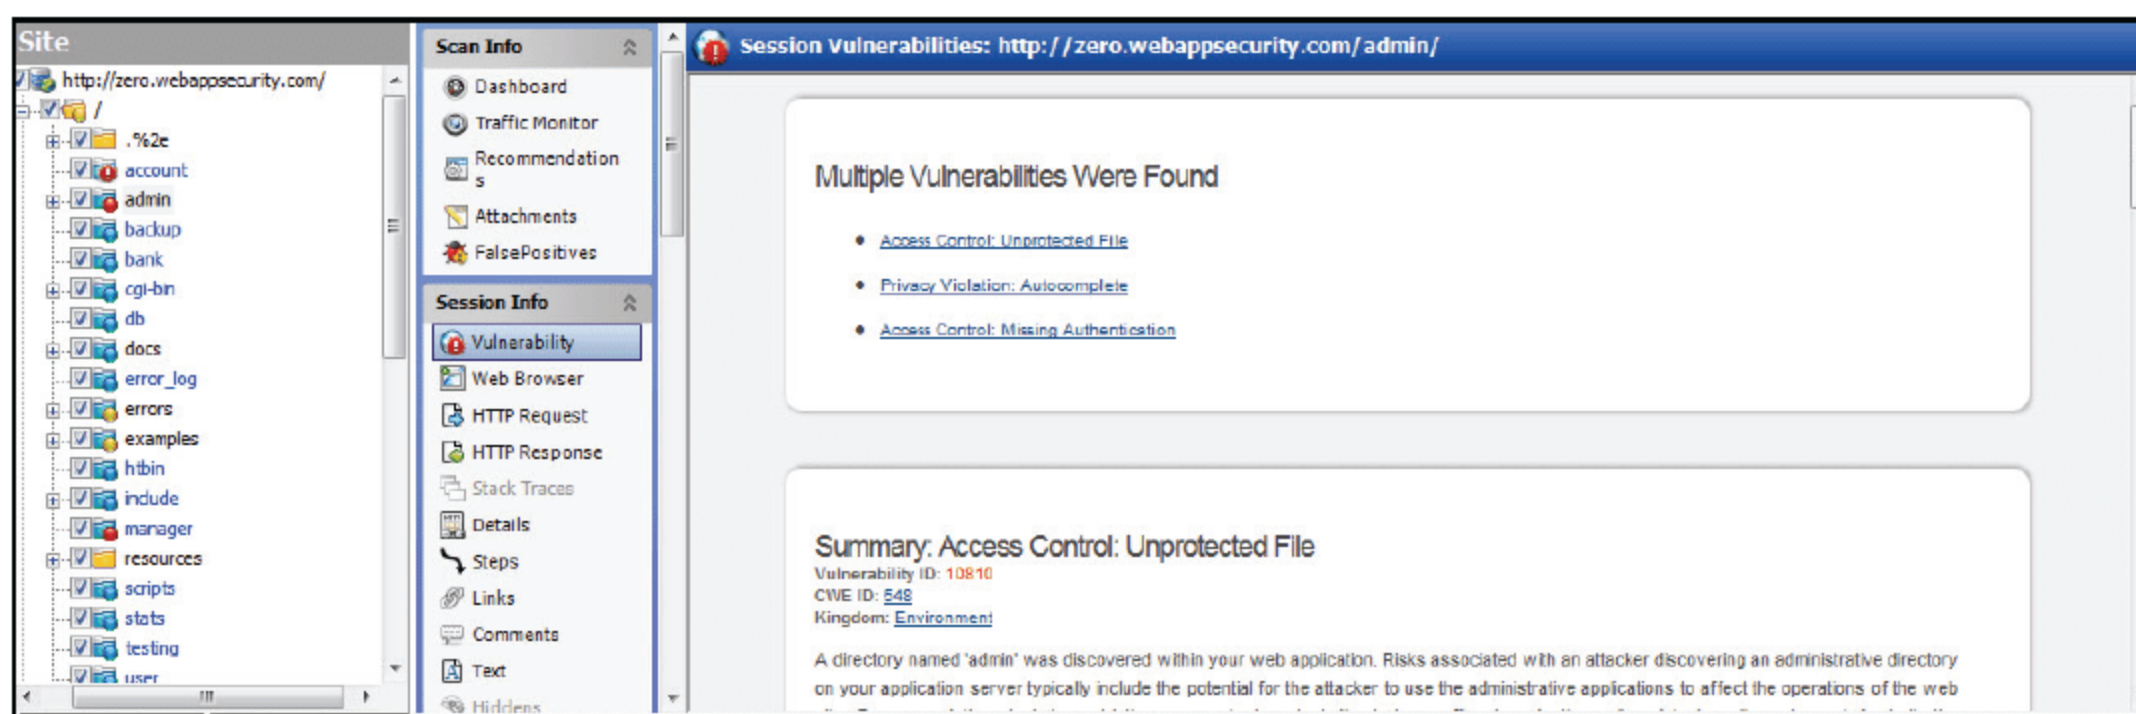 Site
http://zero.webappsecurity.com/
/
.%2e
account
admin
backup
bank
cgi-bin
db
docs
error_log
errors
examples
htbin
include
manager
resources
scripts
stats
testing
user
Scan Info
Dashboard
Traffic Monitor
Recommendation
s
Attachments
FalsePositives
Session Info
Vulnerability
Web Browser
HTTP Request
HTTP Response
Stack Traces
Details
Steps
Links
Comments
Text
Hiddens
Session Vulnerabilities: http://zero.webappsecurity.com/admin/
Multiple Vulnerabilities Were Found
• Access Control: Unprotected File
• Privacy Violation: Autocomplete
• Access Control: Missing Authentication
Summary: Access Control: Unprotected File
Vulnerability ID: 10810
CWE ID: 548
Kingdom: Environment
A directory named 'admin' was discovered within your web application. Risks associated with an attacker discovering an administrative directory
on your application server typically include the potential for the attacker to use the administrative applications to affect the operations of the web